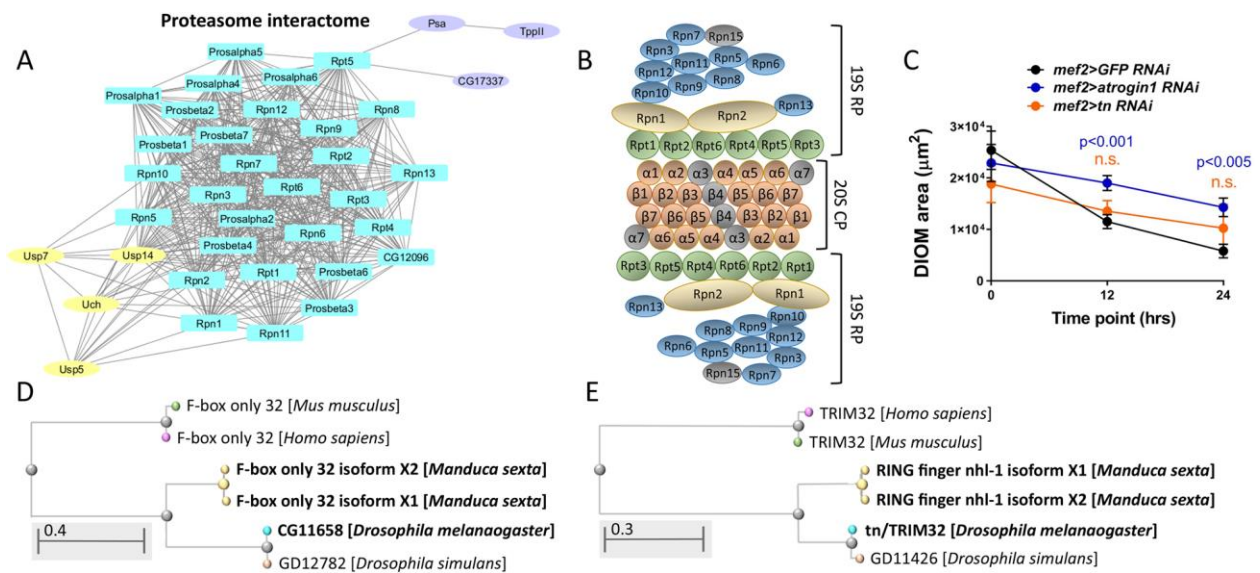 Proteasome interactome
A
Psa
TppII
CG17337
Prosalpha5
Rpt5
Prosalpha4
Prosalpha6
Prosalpha1
Prosbeta2
Rpn12
Rpn8
Prosbeta1
Prosbeta7
Rpn9
Rpn10
Rpn7
Rpt2
Rpn13
Rpn3
Rpt6
Rpt3
Rpn5
Prosalpha2
Rpn6
Rpt4
Usp7
Usp14
Prosbeta4
CG12096
Rpn2
Rpt1
Prosbeta6
Uch
Prosbeta3
Rpn1
Rpn11
Usp5
B
Rpn7 Rpn15
Rpn3 Rpn11 Rpn5
Rpn12 Rpn6
Rpn10 Rpn9 Rpn8
Rpn13
Rpn1 Rpn2
Rpt1 Rpt2 Rpt6 Rpt4 Rpt5 Rpt3
19S RP
α1 α2 α3 α4 α5 α6 α7
β1 β2 β3 β4 β5 β6 β7
β7 β6 β5 β4 β3 β2 β1
α7 α6 α5 α4 α3 α2 α1
20S CP
Rpt3 Rpt5 Rpt4 Rpt6 Rpt2 Rpt1
Rpn2 Rpn1
Rpn13 Rpn10
Rpn8 Rpn9 Rpn12
Rpn6 Rpn5 Rpn11 Rpn3
Rpn15 Rpn7
19S RP
C
mef2>GFP RNAi
mef2>atrogin1 RNAi
mef2>tn RNAi
DIOM area (µm²)
3×10⁴
2×10⁴
1×10⁴
0
p<0.001
n.s.
p<0.005
n.s.
0 12 24
Time point (hrs)
D
F-box only 32 [Mus musculus]
F-box only 32 [Homo sapiens]
F-box only 32 isoform X2 [Manduca sexta]
F-box only 32 isoform X1 [Manduca sexta]
CG11658 [Drosophila melanaogaster]
GD12782 [Drosophila simulans]
0.4
E
TRIM32 [Homo sapiens]
TRIM32 [Mus musculus]
RING finger nhl-1 isoform X1 [Manduca sexta]
RING finger nhl-1 isoform X2 [Manduca sexta]
tn/TRIM32 [Drosophila melanaogaster]
GD11426 [Drosophila simulans]
0.3